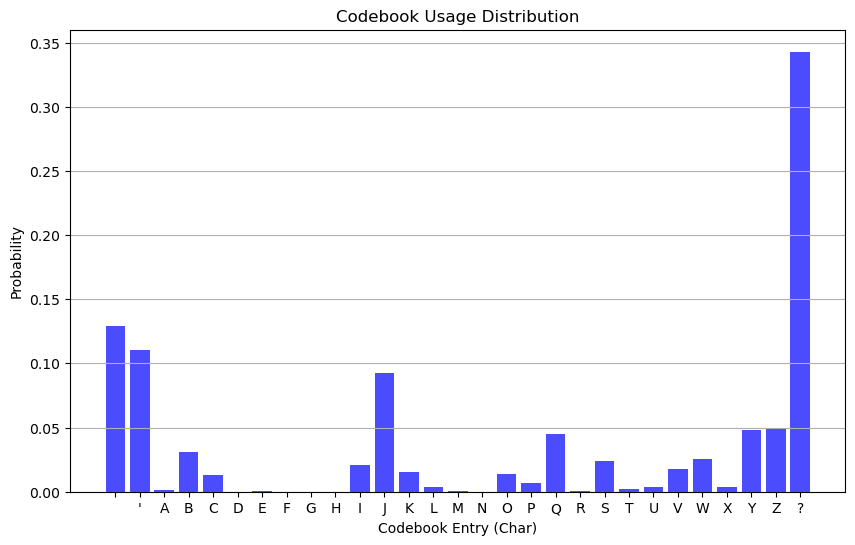 Codebook Usage Distribution
Probability
0.35
0.30
0.25
0.20
0.15
0.10
0.05
0.00
' A B C D E F G H I J K L M N O P Q R S T U V W X Y Z ?
Codebook Entry (Char)